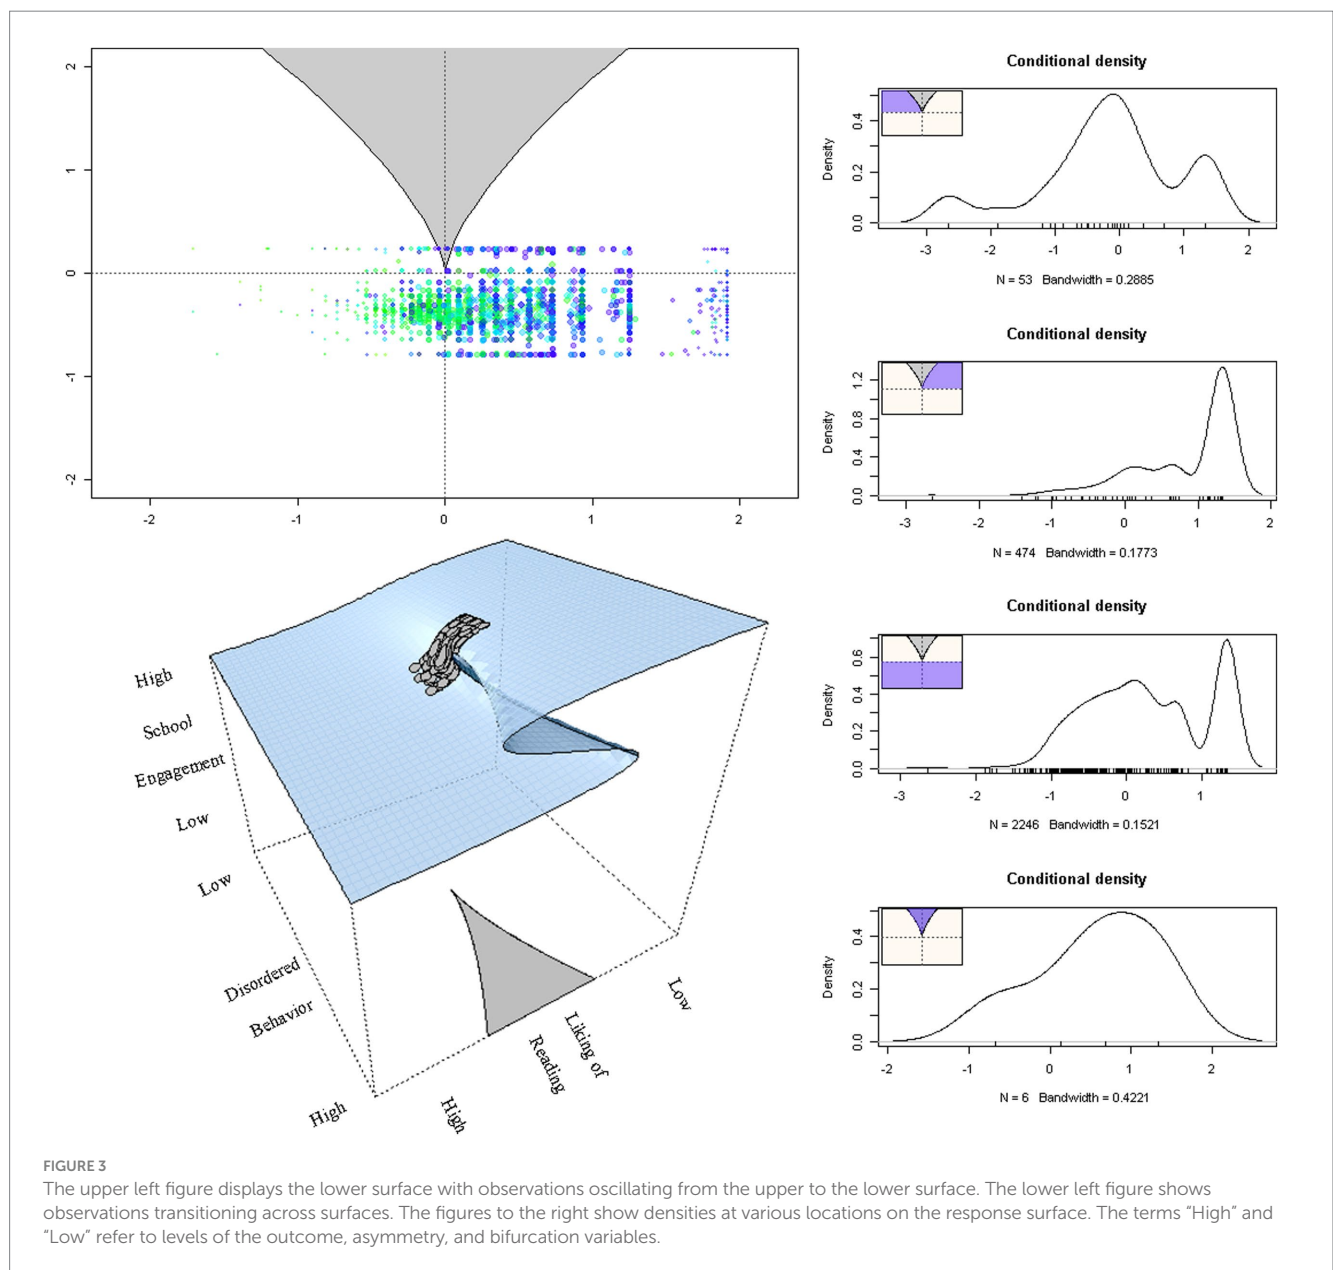 2
1
0
-1
-2
-2
-1
0
1
2
Conditional density
Density
0.4
0.2
0.0
-3
-2
-1
0
1
2
N = 53 Bandwidth = 0.2885
Conditional density
Density
1.2
0.8
0.4
0.0
-3
-2
-1
0
1
2
N = 474 Bandwidth = 0.1773
High
School
Engagement
Low
Low
Disordered
Behavior
High
High
Reading
Liking of
Low
Conditional density
Density
0.6
0.4
0.2
0.0
-3
-2
-1
0
1
N = 2246 Bandwidth = 0.1521
Conditional density
Density
0.4
0.2
0.0
-2
-1
0
1
2
N = 6 Bandwidth = 0.4221
FIGURE 3
The upper left figure displays the lower surface with observations oscillating from the upper to the lower surface. The lower left figure shows
observations transitioning across surfaces. The figures to the right show densities at various locations on the response surface. The terms “High” and
“Low” refer to levels of the outcome, asymmetry, and bifurcation variables.